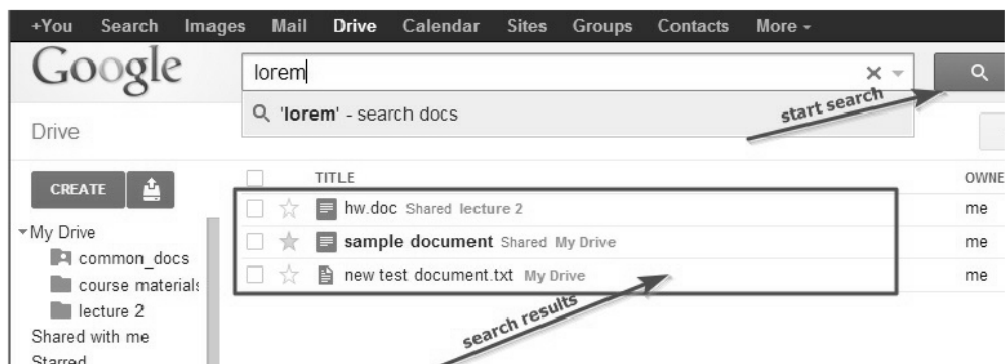 +You Search Images Mail Drive Calendar Sites Groups Contacts More
Google
lorem
'lorem' - search docs
start search
Drive
CREATE
TITLE
OWNE
hw.doc Shared lecture 2
me
sample document Shared My Drive
me
new test document.txt My Drive
me
My Drive
common_docs
course materials
lecture 2
Shared with me
Starred
search results